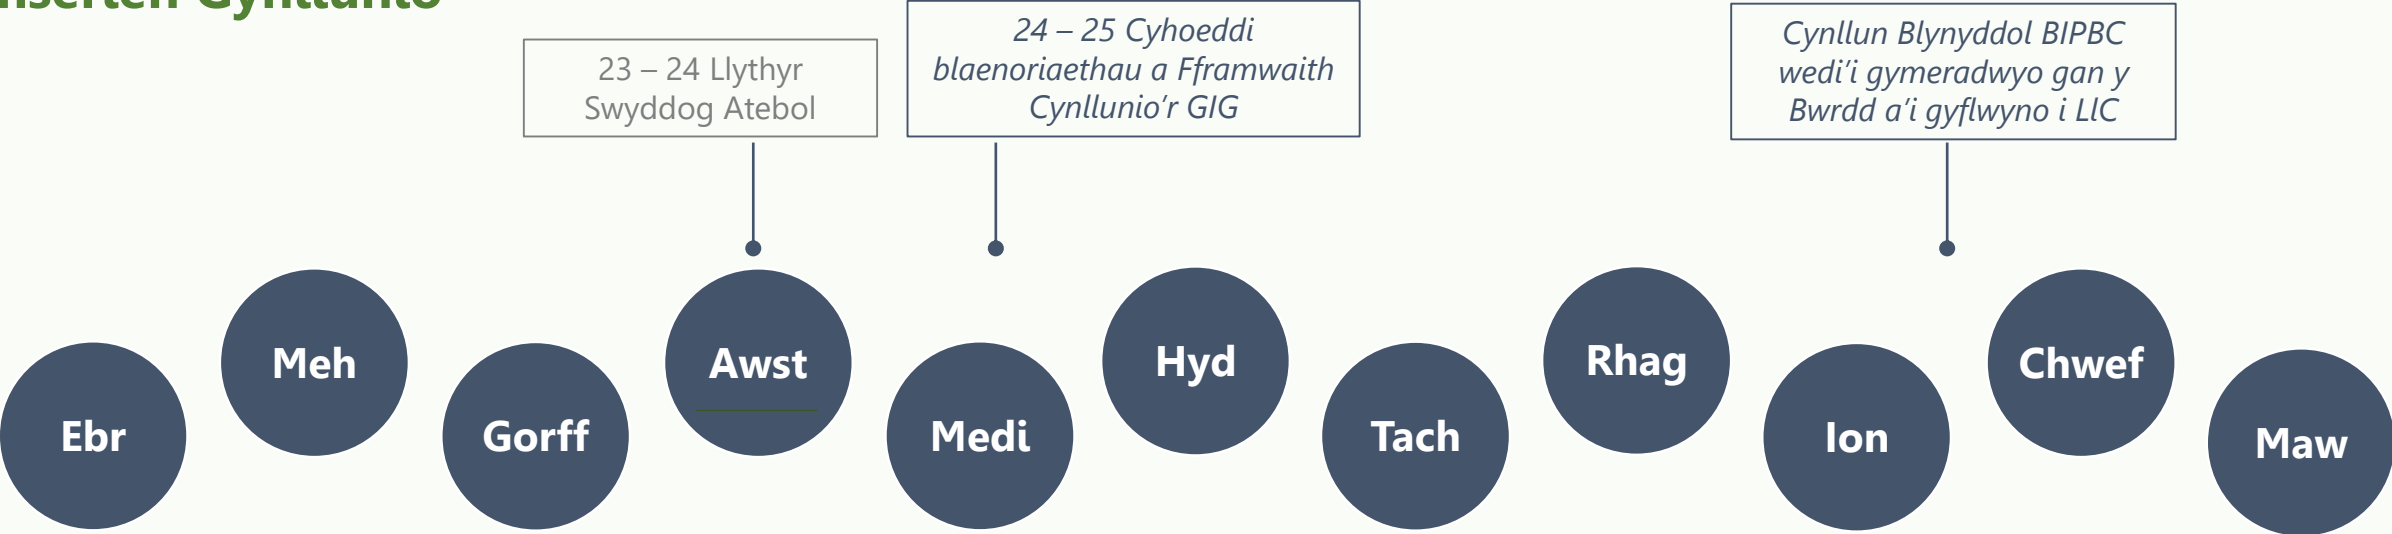 Gynllunio
23 – 24 Llythyr
Swyddog Atebol
24 – 25 Cyhoeddi
blaenoriaethau a Fframwaith
Cynllunio’r GIG
Cynllun Blynyddol BIPBC
wedi’i gymeradwyo gan y
Bwrdd a’i gyflwyno i LlC
Ebr
Meh
Gorff
Awst
Medi
Hyd
Tach
Rhag
Ion
Chwef
Maw